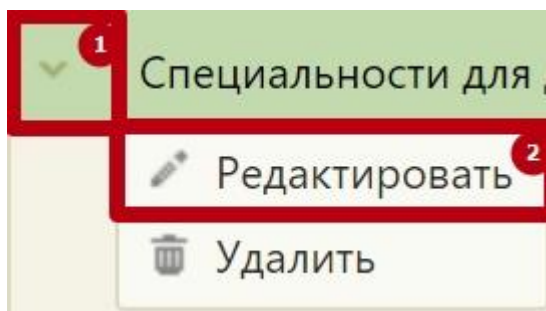 1
Специальности для
2
Редактировать
Удалить